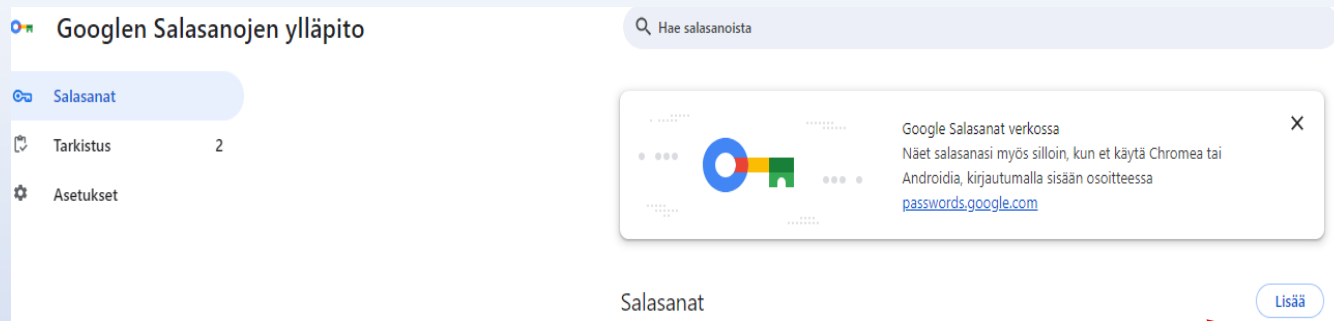 Googlen Salasanojen ylläpito
Hae salasanoista
Salasanat
Tarkistus 2
Asetukset
Google Salasanat verkossa
Näet salasanasi myös silloin, kun et käytä Chromea tai
Androidia, kirjautumalla sisään osoitteessa
passwords.google.com
Salasanat
Lisää